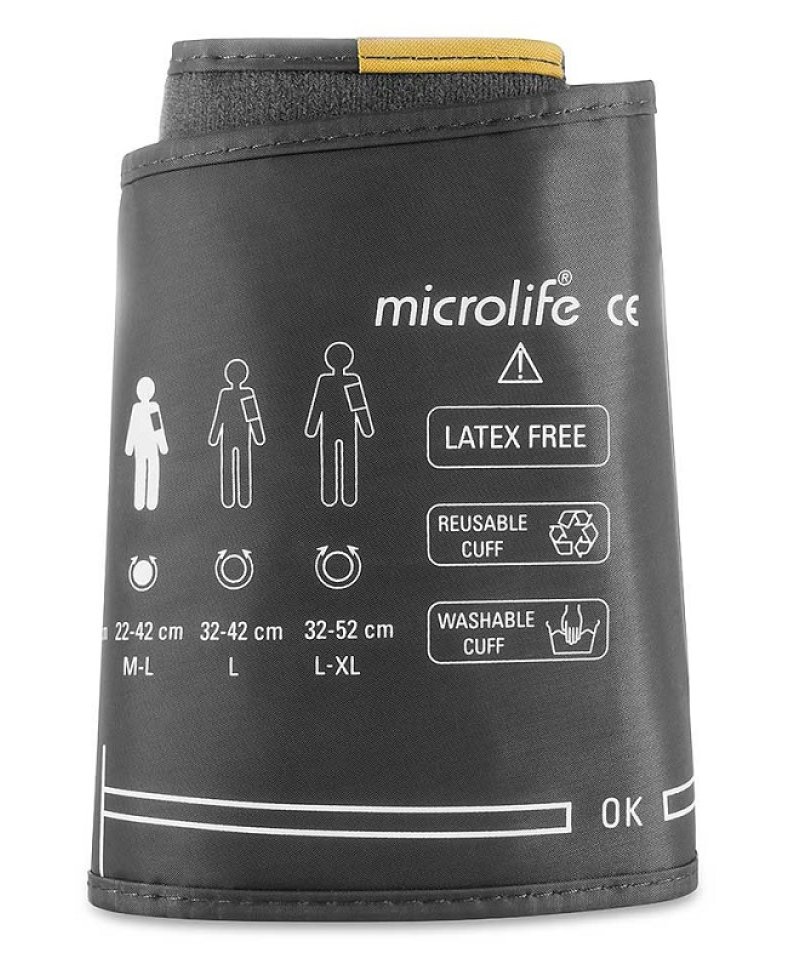 microlife® CE
LATEX FREE
REUSABLE
CUFF
WASHABLE
CUFF
22-42 cm 32-42 cm 32-52 cm
M-L L L-XL
OK